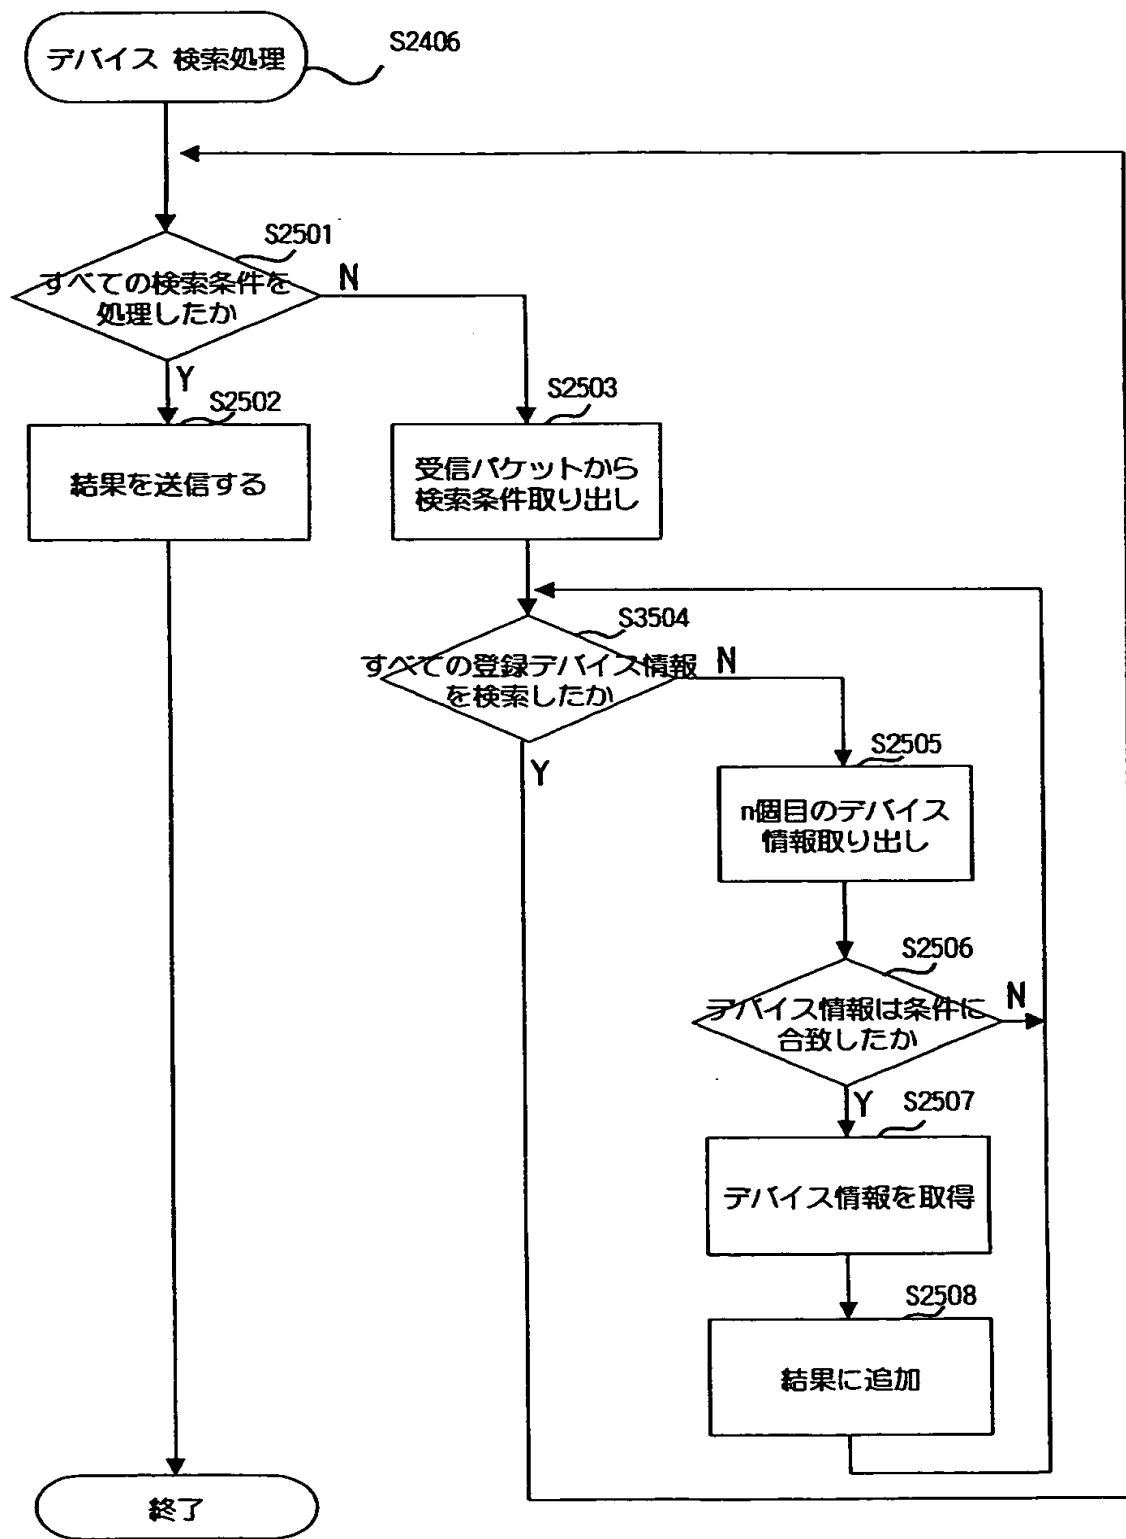 デバイス 検索処理
S2406
S2501
すべての検索条件を
処理したか
N
Y
S2502
結果を送信する
S2503
受信パケットから
検索条件取り出し
S3504
すべての登録デバイス情報
を検索したか
N
Y
S2505
n個目のデバイス
情報取り出し
S2506
デバイス情報は条件に
合致したか
N
Y
S2507
デバイス情報を取得
S2508
結果に追加
終了